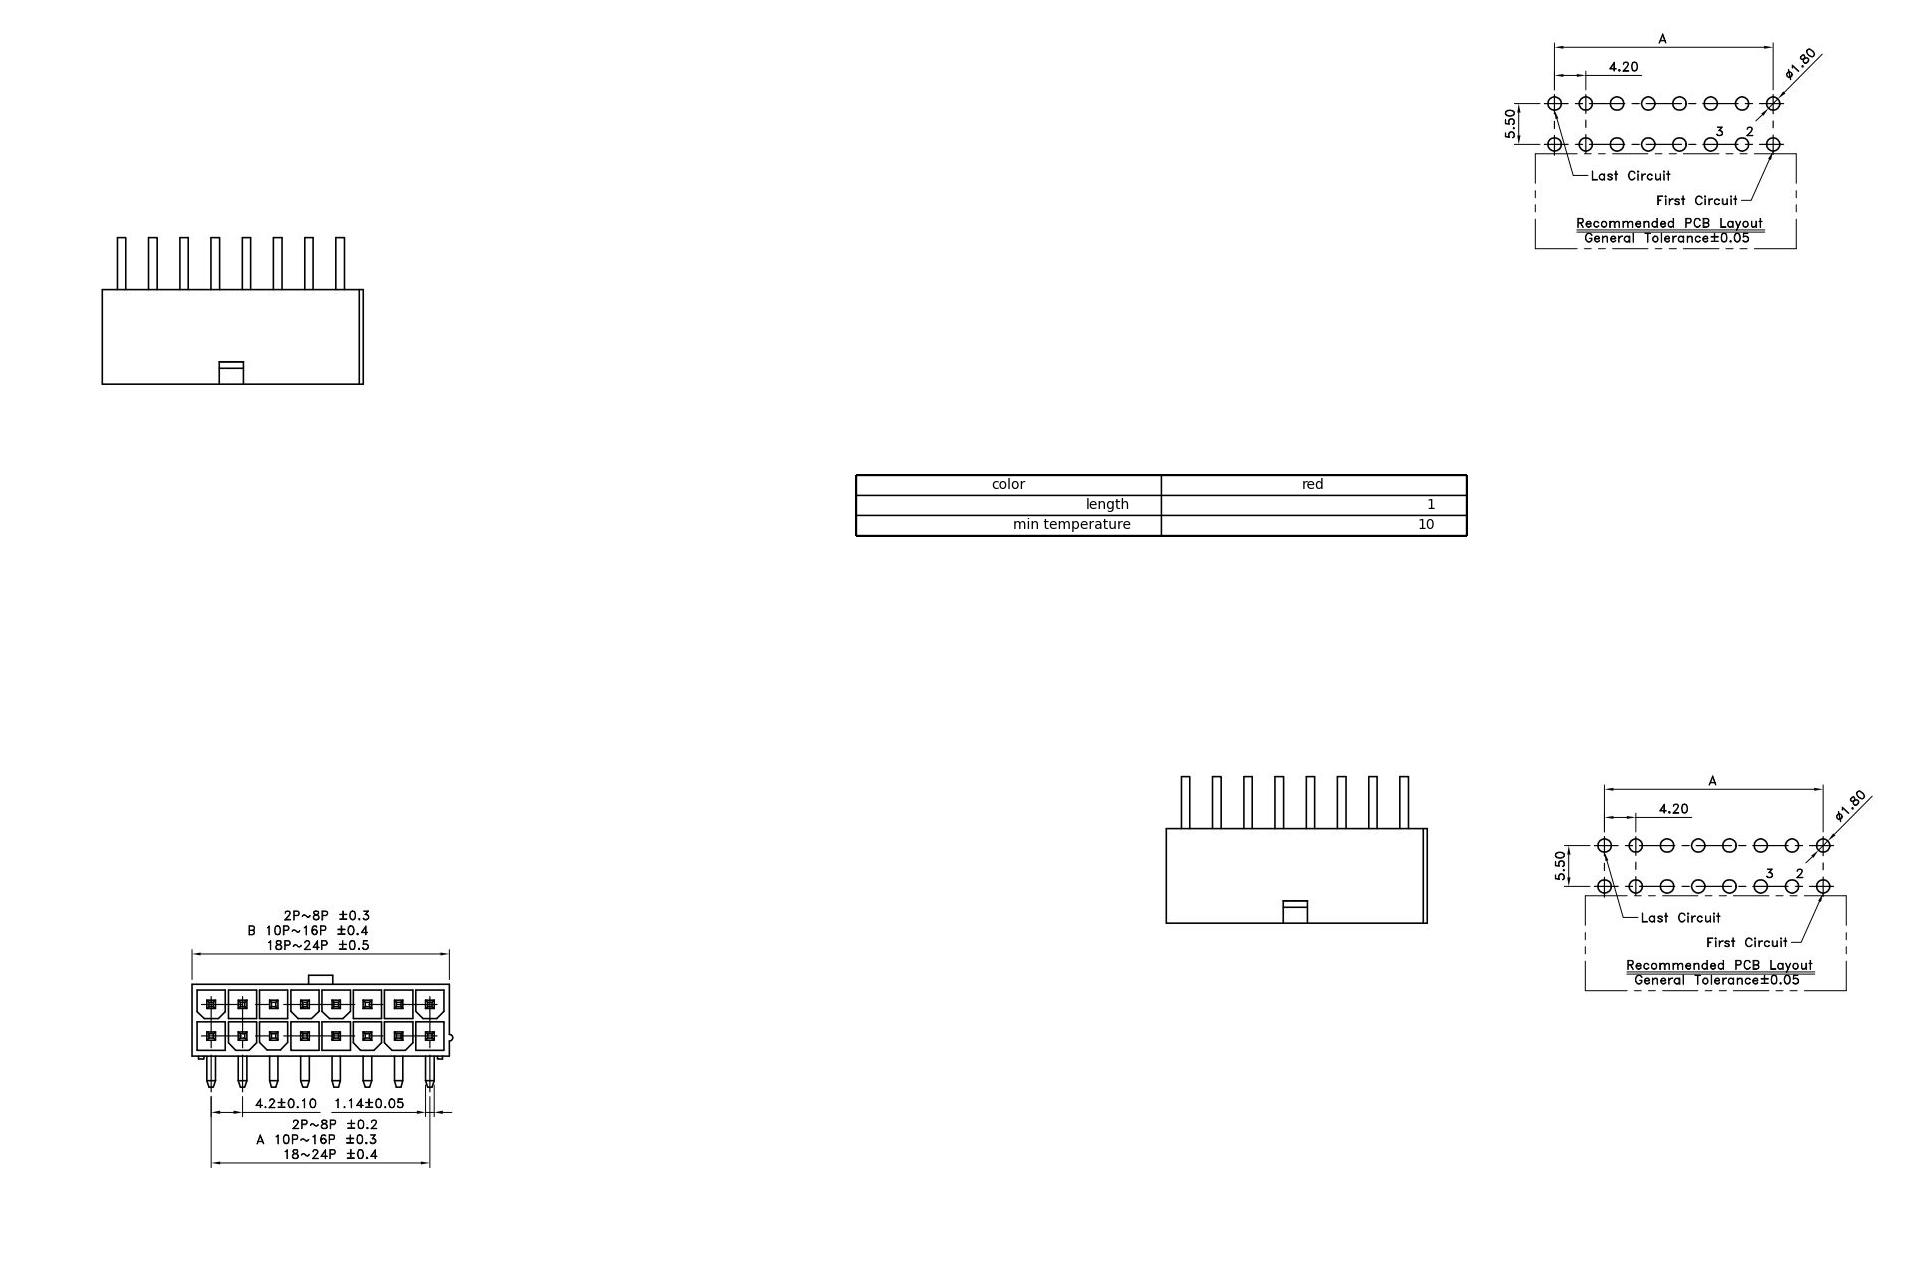 A
4.20
ø1.80
5.50
3 2
Last Circuit
First Circuit
Recommended PCB Layout
General Tolerance±0.05
color red
length 1
min temperature 10
A
4.20
ø1.80
5.50
3 2
Last Circuit
First Circuit
Recommended PCB Layout
General Tolerance±0.05
2P~8P ±0.3
B 10P~16P ±0.4
18P~24P ±0.5
4.2±0.10 1.14±0.05
2P~8P ±0.2
A 10P~16P ±0.3
18~24P ±0.4